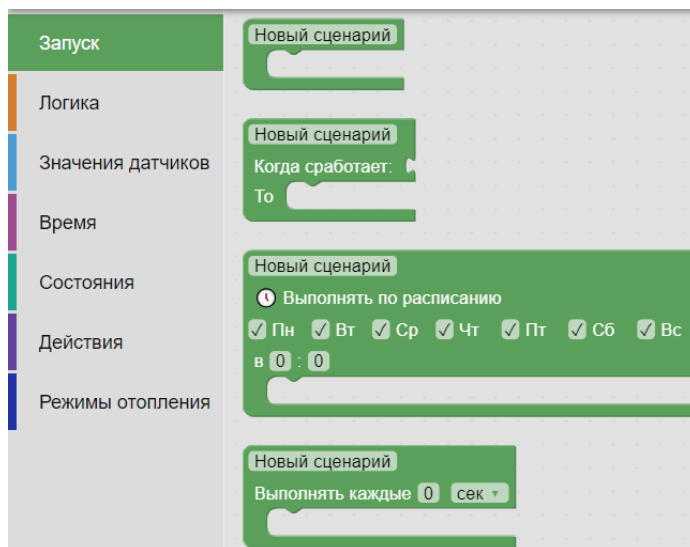 Запуск
Логика
Значения датчиков
Время
Состояния
Действия
Режимы отопления
Новый сценарий
Новый сценарий
Когда сработает:
То
Новый сценарий
Выполнять по расписанию
Пн Вт Ср Чт Пт Сб Вс
в 0 : 0
Новый сценарий
Выполнять каждые 0 сек